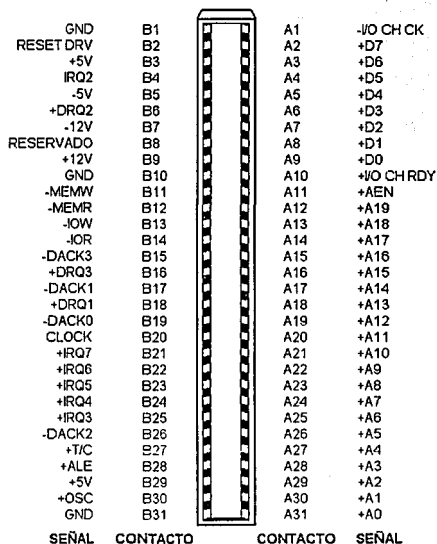 GND B1 A1 -I/O CH CK
RESET DRV B2 A2 +D7
+5V B3 A3 +D6
IRQ2 B4 A4 +D5
-5V B5 A5 +D4
+DRQ2 B6 A6 +D3
-12V B7 A7 +D2
RESERVADO B8 A8 +D1
+12V B9 A9 +D0
GND B10 A10 +I/O CH RDY
-MEMW B11 A11 +AEN
-MEMR B12 A12 +A19
-IOW B13 A13 +A18
-IOR B14 A14 +A17
-DACK3 B15 A15 +A16
+DRQ3 B16 A16 +A15
-DACK1 B17 A17 +A14
+DRQ1 B18 A18 +A13
-DACK0 B19 A19 +A12
CLOCK B20 A20 +A11
+IRQ7 B21 A21 +A10
+IRQ6 B22 A22 +A9
+IRQ5 B23 A23 +A8
+IRQ4 B24 A24 +A7
+IRQ3 B25 A25 +A6
-DACK2 B26 A26 +A5
+T/C B27 A27 +A4
+ALE B28 A28 +A3
+5V B29 A29 +A2
+OSC B30 A30 +A1
GND B31 A31 +A0
SEÑAL CONTACTO CONTACTO SEÑAL